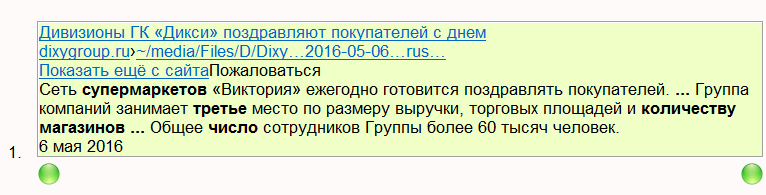 Дивизионы ГК «Дикси» поздравляют покупателей с днем
dixygroup.ru›~/media/Files/D/Dixy…2016-05-06…rus…
Показать ещё с сайтаПожаловаться
Сеть супермаркетов «Виктория» ежегодно готовится поздравлять покупателей. ... Группа
компаний занимает третье место по размеру выручки, торговых площадей и количеству
магазинов ... Общее число сотрудников Группы более 60 тысяч человек.
1. 6 мая 2016